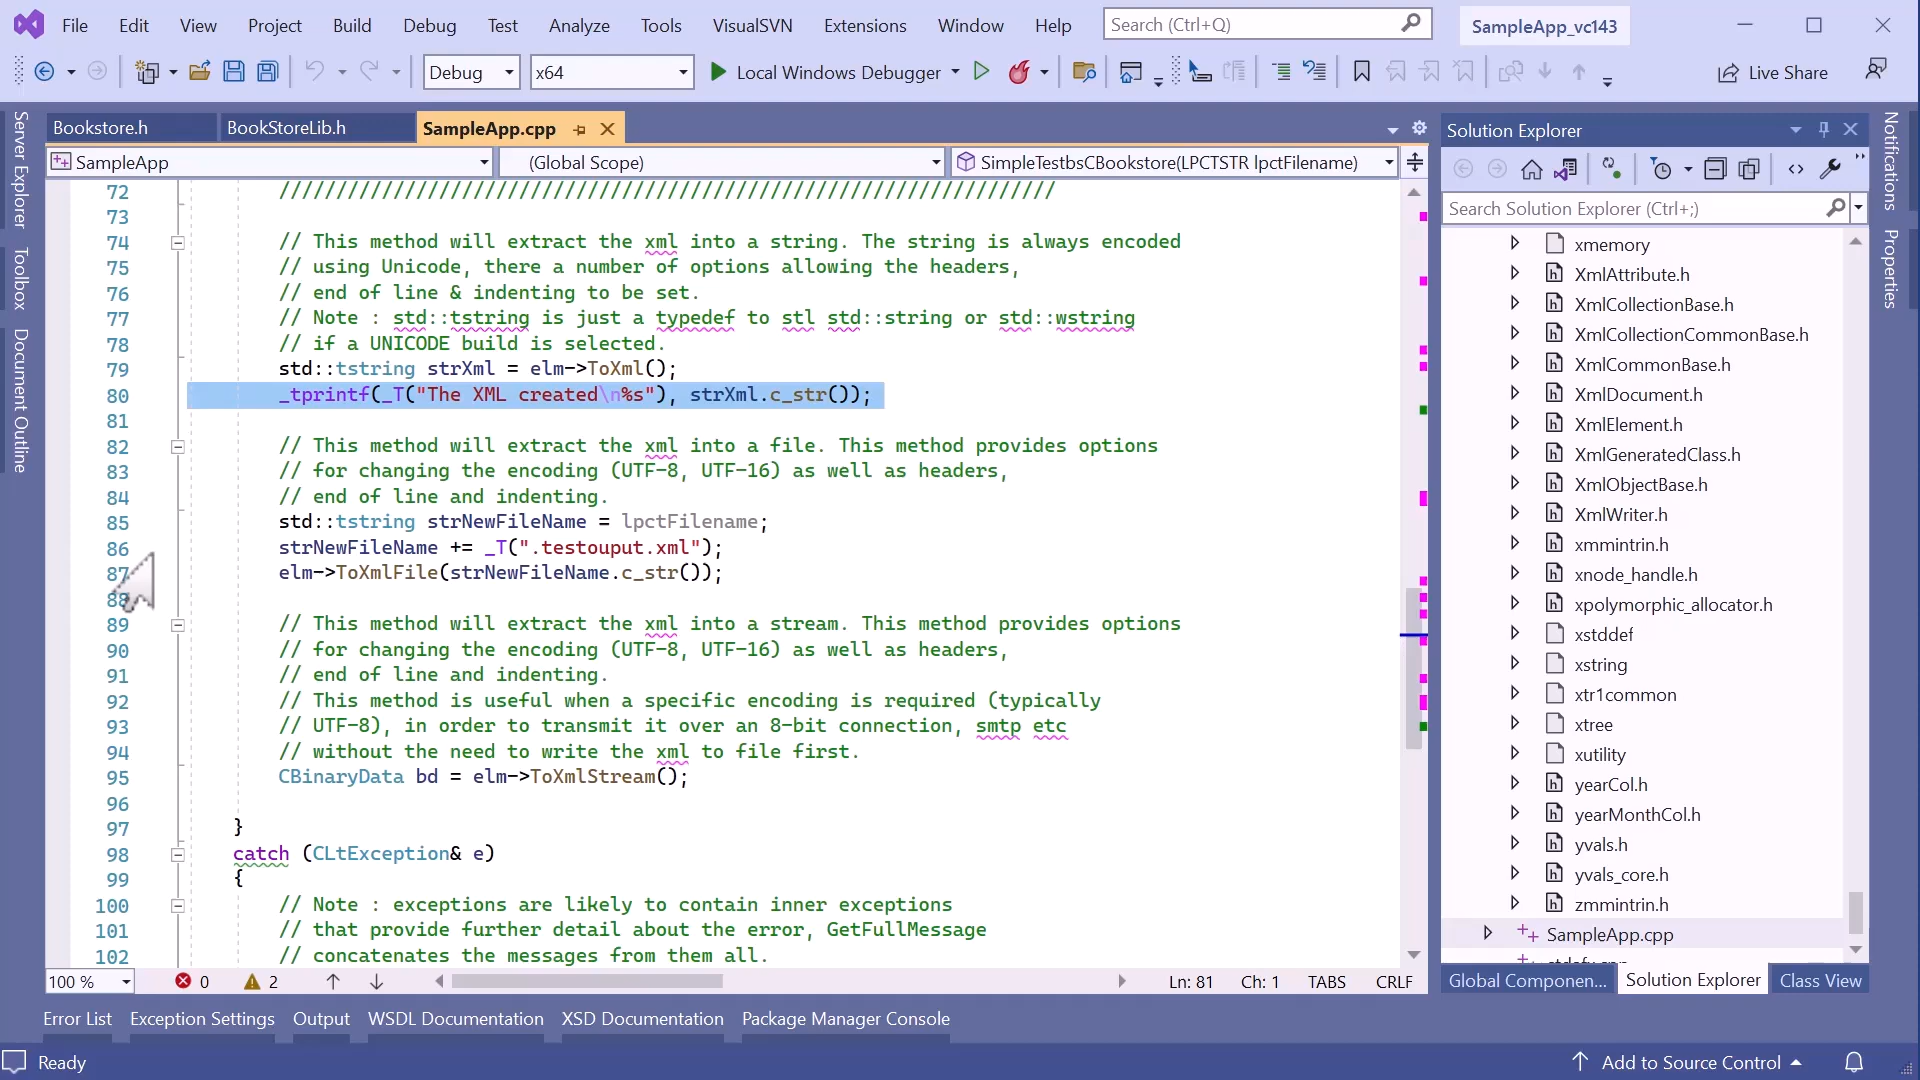 File Edit View Project Build Debug Test Analyze Tools VisualSVN Extensions Window Help Search (Ctrl+Q) SampleApp_vc143
Debug x64 Local Windows Debugger Live Share
Server Explorer
Toolbox
Document Outline
Bookstore.h BookStoreLib.h SampleApp.cpp
SampleApp (Global Scope) SimpleTestbsCBookstore(LPCTSTR lpctFilename)
72 ////////////////////////////////////////////////////////////////////
73
74 // This method will extract the xml into a string. The string is always encoded
75 // using Unicode, there a number of options allowing the headers,
76 // end of line & indenting to be set.
77 // Note : std::tstring is just a typedef to stl std::string or std::wstring
78 // if a UNICODE build is selected.
79 std::tstring strXml = elm->ToXml();
80 _tprintf(_T("The XML created\n%s"), strXml.c_str());
81
82 // This method will extract the xml into a file. This method provides options
83 // for changing the encoding (UTF-8, UTF-16) as well as headers,
84 // end of line and indenting.
85 std::tstring strNewFileName = lpctFilename;
86 strNewFileName += _T(".testouput.xml");
87 elm->ToXmlFile(strNewFileName.c_str());
88
89 // This method will extract the xml into a stream. This method provides options
90 // for changing the encoding (UTF-8, UTF-16) as well as headers,
91 // end of line and indenting.
92 // This method is useful when a specific encoding is required (typically
93 // UTF-8), in order to transmit it over an 8-bit connection, smtp etc
94 // without the need to write the xml to file first.
95 CBinaryData bd = elm->ToXmlStream();
96
97 }
98 catch (CLtException& e)
99 {
100 // Note : exceptions are likely to contain inner exceptions
101 // that provide further detail about the error, GetFullMessage
102 // concatenates the messages from them all.
100 % 0 2 Ln: 81 Ch: 1 TABS CRLF
Solution Explorer
Search Solution Explorer (Ctrl+;)
xmemory
XmlAttribute.h
XmlCollectionBase.h
XmlCollectionCommonBase.h
XmlCommonBase.h
XmlDocument.h
XmlElement.h
XmlGeneratedClass.h
XmlObjectBase.h
XmlWriter.h
xmmintrin.h
xnode_handle.h
xpolymorphic_allocator.h
xstddef
xstring
xtr1common
xtree
xutility
yearCol.h
yearMonthCol.h
yvals.h
yvals_core.h
zmmintrin.h
SampleApp.cpp
Global Componen... Solution Explorer Class View
Notifications
Properties
Error List Exception Settings Output WSDL Documentation XSD Documentation Package Manager Console
Ready Add to Source Control